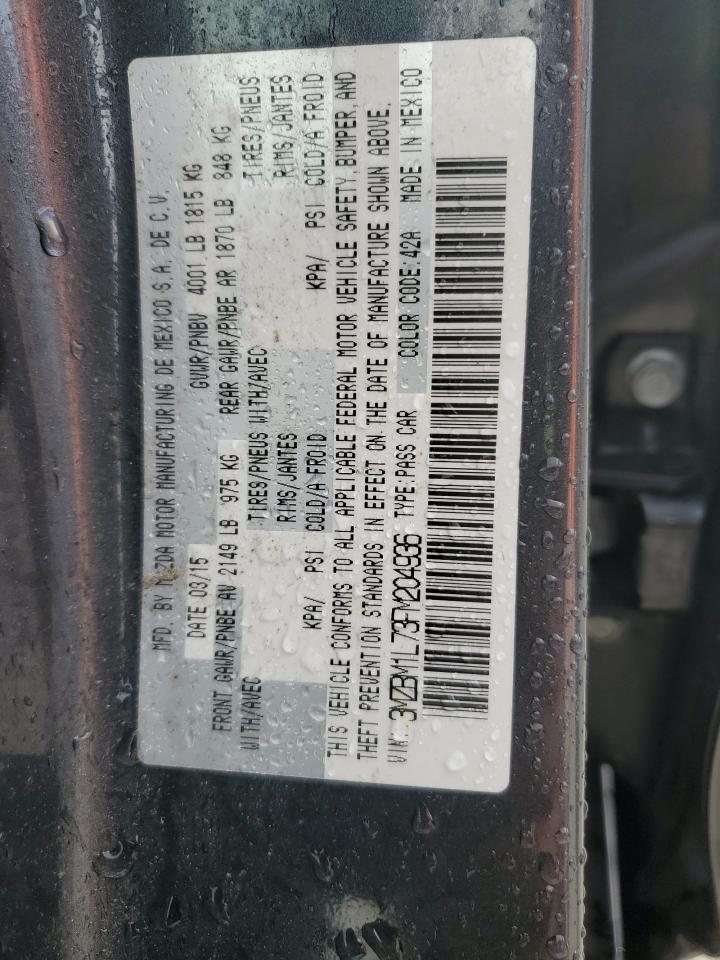 MFD. BY MAZDA MOTOR MANUFACTURING DE MEXICO S.A. DE C.V.
DATE 03/15 GVWR/PNBV 4001 LB 1815 KG
FRONT GAWR/PNBE AV 2149 LB 975 KG REAR GAWR/PNBE AR 1870 LB 848 KG
WITH/AVEC TIRES/PNEUS WITH/AVEC TIRES/PNEUS
RIMS/JANTES RIMS/JANTES
KPA/ PSI COLD/A FROID KPA/ PSI COLD/A FROID
THIS VEHICLE CONFORMS TO ALL APPLICABLE FEDERAL MOTOR VEHICLE SAFETY, BUMPER, AND
THEFT PREVENTION STANDARDS IN EFFECT ON THE DATE OF MANUFACTURE SHOWN ABOVE.
VIN: 3MZBM1L73FM204936 TYPE:PASS CAR COLOR CODE:42A MADE IN MEXICO